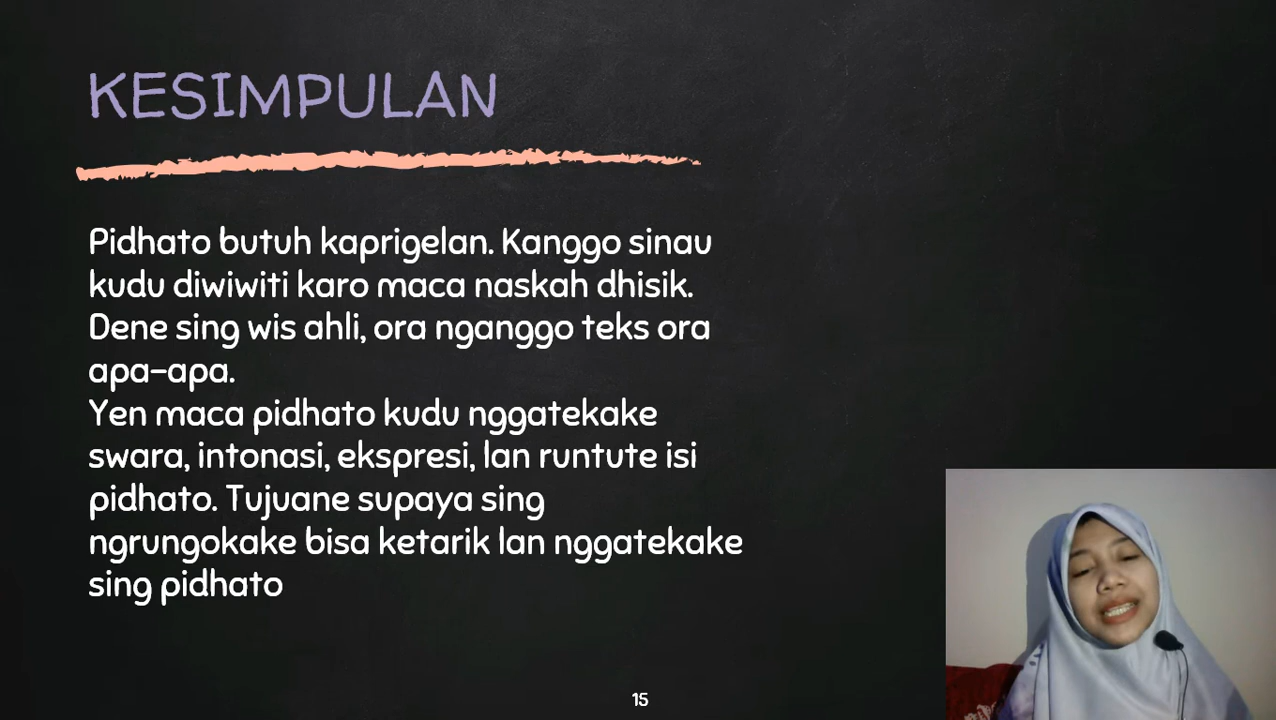 KESIMPULAN
Pidhato butuh kaprigelan. Kanggo sinau
kudu diwiwiti karo maca naskah dhisik.
Dene sing wis ahli, ora nganggo teks ora
apa-apa.
Yen maca pidhato kudu nggatekake
swara, intonasi, ekspresi, lan runtute isi
pidhato. Tujuane supaya sing
ngrungokake bisa ketarik lan nggatekake
sing pidhato
15